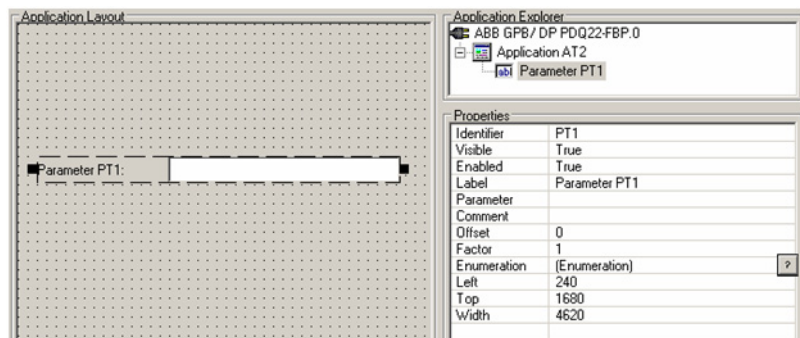 Application Layout
Parameter PT1:
Application Explorer
ABB GPB/ DP PDQ22-FBP.0
Application AT2
abl Parameter PT1
Properties
Identifier PT1
Visible True
Enabled True
Label Parameter PT1
Parameter
Comment
Offset 0
Factor 1
Enumeration (Enumeration) ?
Left 240
Top 1680
Width 4620